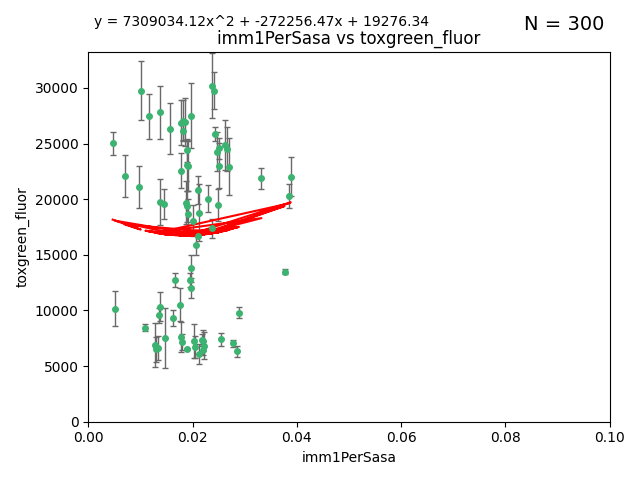 y = 7309034.12x^2 + -272256.47x + 19276.34
N = 300
imm1PerSasa vs toxgreen_fluor
30000
25000
20000
15000
10000
5000
0
toxgreen_fluor
0.00 0.02 0.04 0.06 0.08 0.10
imm1PerSasa